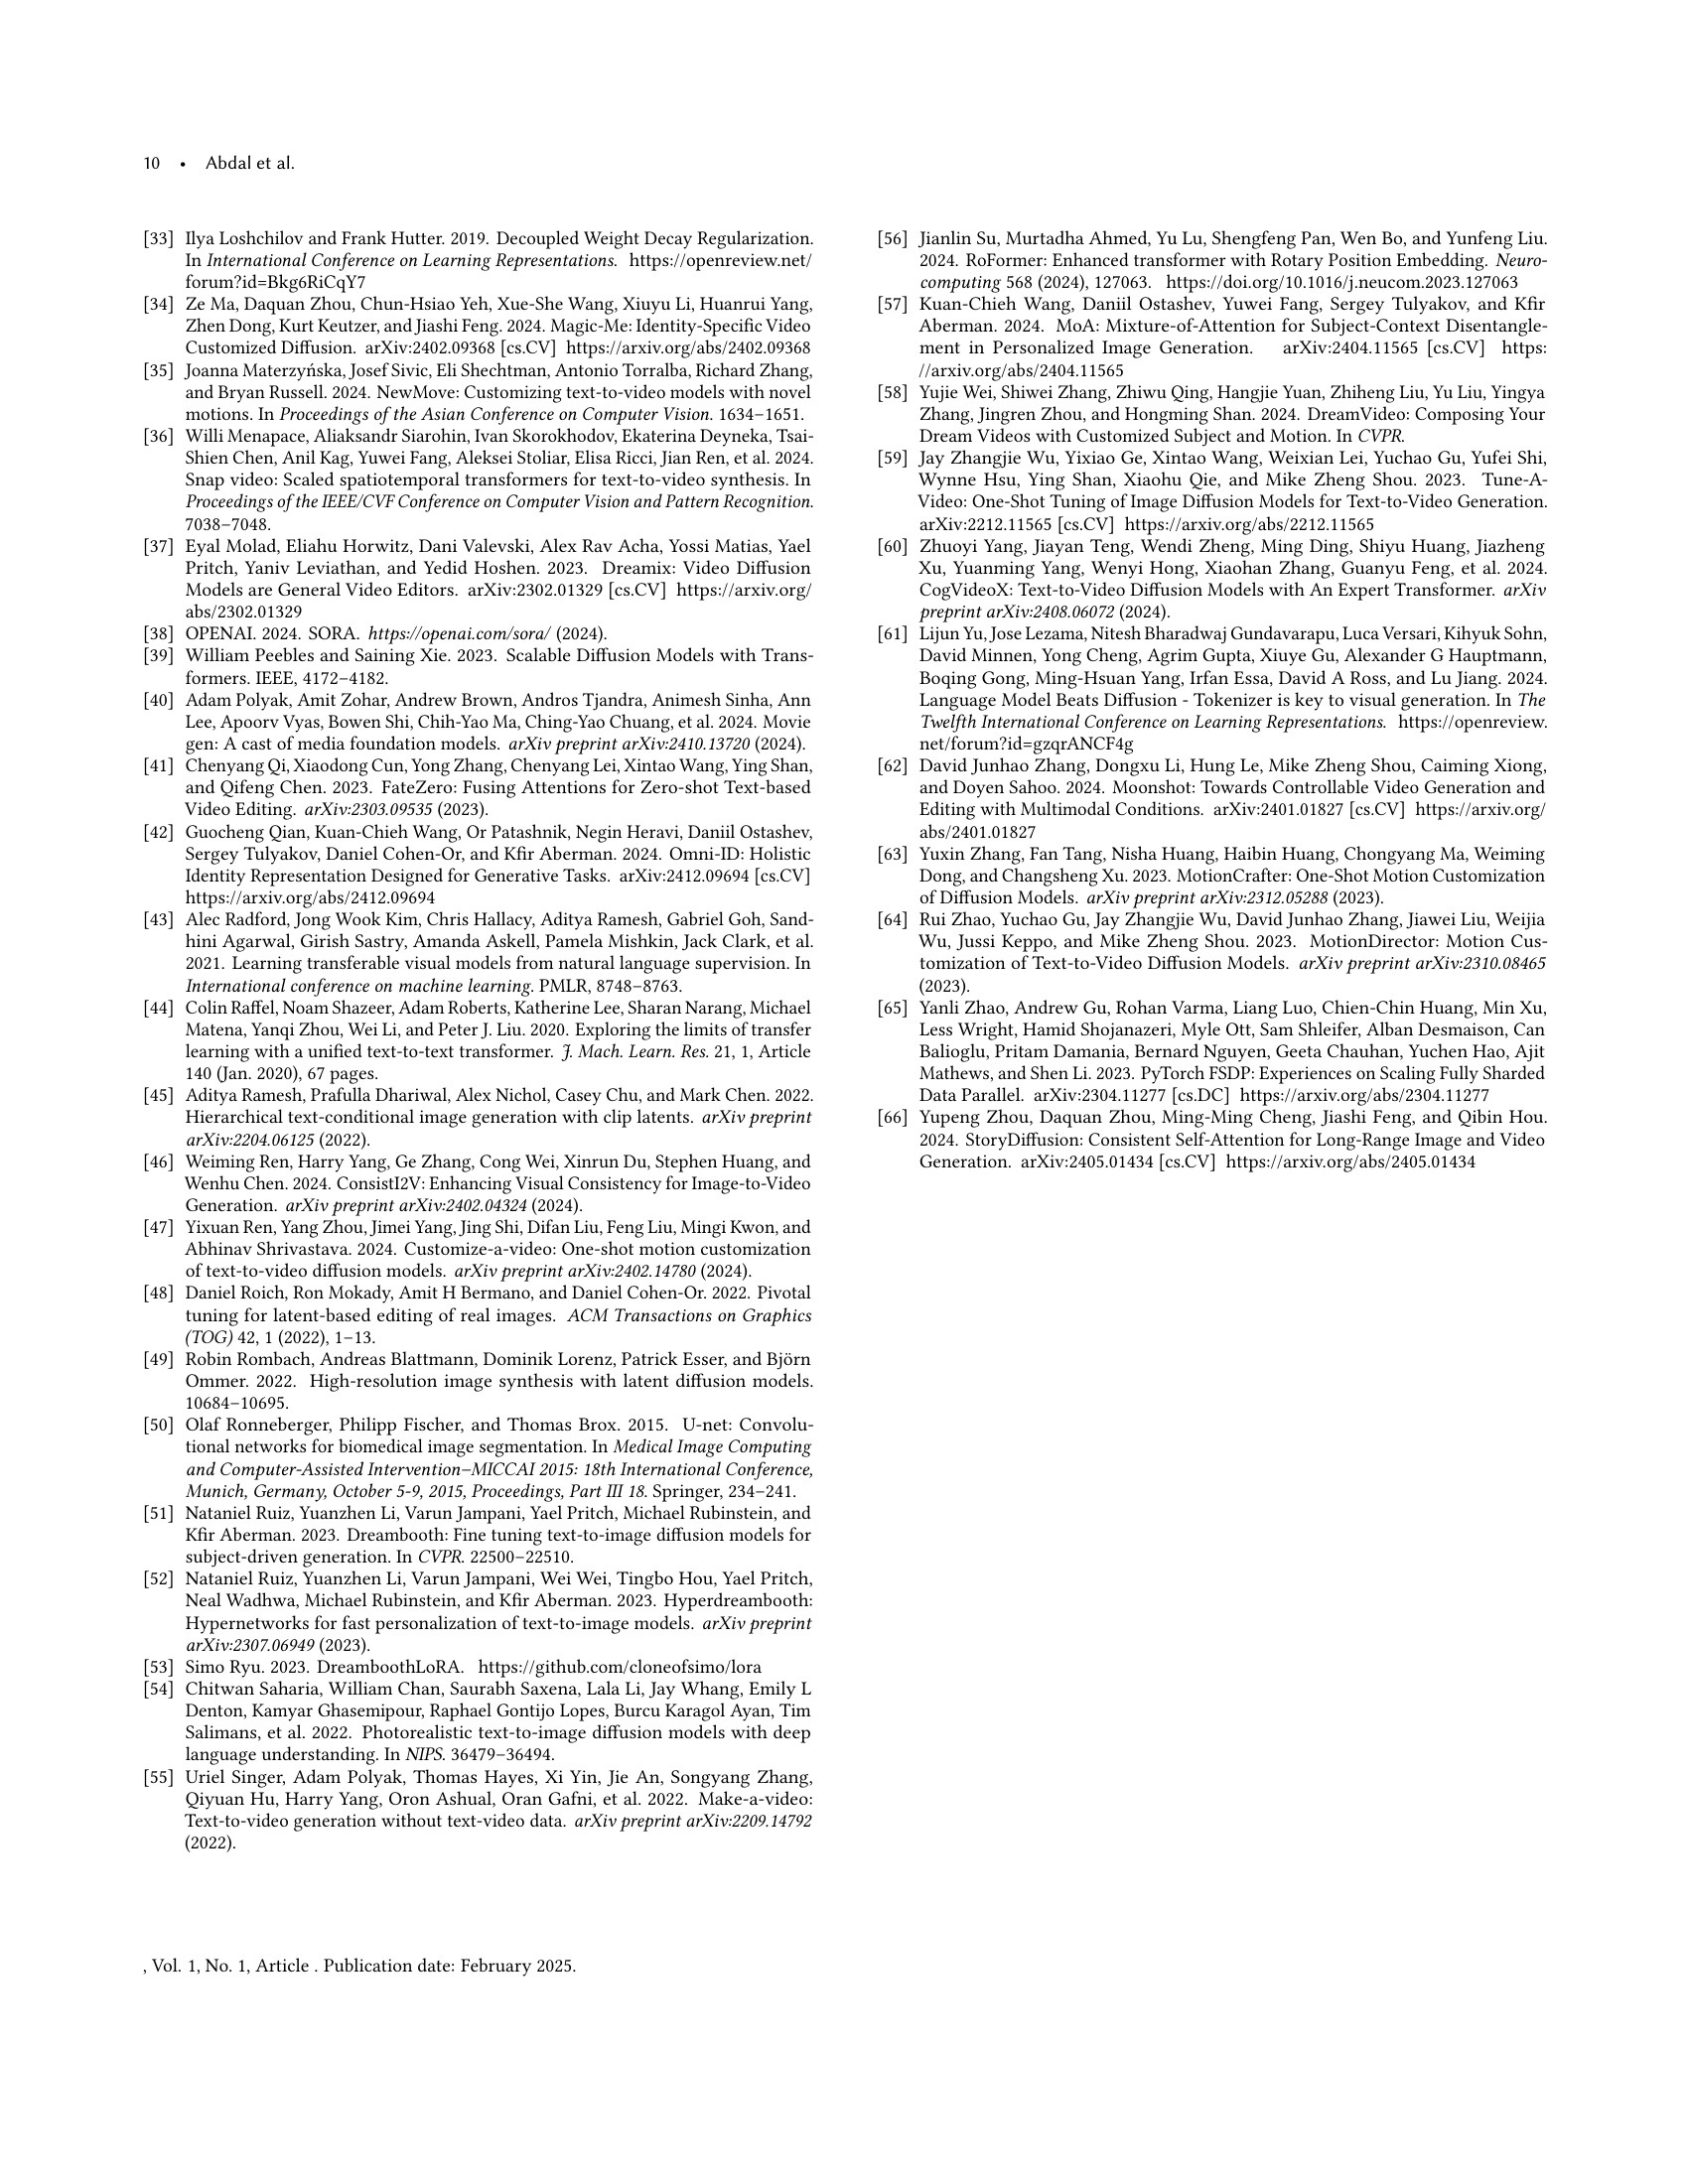 10 • Abdal et al.
[33] Ilya Loshchilov and Frank Hutter. 2019. Decoupled Weight Decay Regularization.
In International Conference on Learning Representations. https://openreview.net/
forum?id=Bkg6RiCqY7
[34] Ze Ma, Daquan Zhou, Chun-Hsiao Yeh, Xue-She Wang, Xiuyu Li, Huanrui Yang,
Zhen Dong, Kurt Keutzer, and Jiashi Feng. 2024. Magic-Me: Identity-Specific Video
Customized Diffusion. arXiv:2402.09368 [cs.CV] https://arxiv.org/abs/2402.09368
[35] Joanna Materzyńska, Josef Sivic, Eli Shechtman, Antonio Torralba, Richard Zhang,
and Bryan Russell. 2024. NewMove: Customizing text-to-video models with novel
motions. In Proceedings of the Asian Conference on Computer Vision. 1634–1651.
[36] Willi Menapace, Aliaksandr Siarohin, Ivan Skorokhodov, Ekaterina Deyneka, Tsai-
Shien Chen, Anil Kag, Yuwei Fang, Aleksei Stoliar, Elisa Ricci, Jian Ren, et al. 2024.
Snap video: Scaled spatiotemporal transformers for text-to-video synthesis. In
Proceedings of the IEEE/CVF Conference on Computer Vision and Pattern Recognition.
7038–7048.
[37] Eyal Molad, Eliahu Horwitz, Dani Valevski, Alex Rav Acha, Yossi Matias, Yael
Pritch, Yaniv Leviathan, and Yedid Hoshen. 2023. Dreamix: Video Diffusion
Models are General Video Editors. arXiv:2302.01329 [cs.CV] https://arxiv.org/
abs/2302.01329
[38] OPENAI. 2024. SORA. https://openai.com/sora/ (2024).
[39] William Peebles and Saining Xie. 2023. Scalable Diffusion Models with Trans-
formers. IEEE, 4172–4182.
[40] Adam Polyak, Amit Zohar, Andrew Brown, Andros Tjandra, Animesh Sinha, Ann
Lee, Apoorv Vyas, Bowen Shi, Chih-Yao Ma, Ching-Yao Chuang, et al. 2024. Movie
gen: A cast of media foundation models. arXiv preprint arXiv:2410.13720 (2024).
[41] Chenyang Qi, Xiaodong Cun, Yong Zhang, Chenyang Lei, Xintao Wang, Ying Shan,
and Qifeng Chen. 2023. FateZero: Fusing Attentions for Zero-shot Text-based
Video Editing. arXiv:2303.09535 (2023).
[42] Guocheng Qian, Kuan-Chieh Wang, Or Patashnik, Negin Heravi, Daniil Ostashev,
Sergey Tulyakov, Daniel Cohen-Or, and Kfir Aberman. 2024. Omni-ID: Holistic
Identity Representation Designed for Generative Tasks. arXiv:2412.09694 [cs.CV]
https://arxiv.org/abs/2412.09694
[43] Alec Radford, Jong Wook Kim, Chris Hallacy, Aditya Ramesh, Gabriel Goh, Sand-
hini Agarwal, Girish Sastry, Amanda Askell, Pamela Mishkin, Jack Clark, et al.
2021. Learning transferable visual models from natural language supervision. In
International conference on machine learning. PMLR, 8748–8763.
[44] Colin Raffel, Noam Shazeer, Adam Roberts, Katherine Lee, Sharan Narang, Michael
Matena, Yanqi Zhou, Wei Li, and Peter J. Liu. 2020. Exploring the limits of transfer
learning with a unified text-to-text transformer. J. Mach. Learn. Res. 21, 1, Article
140 (Jan. 2020), 67 pages.
[45] Aditya Ramesh, Prafulla Dhariwal, Alex Nichol, Casey Chu, and Mark Chen. 2022.
Hierarchical text-conditional image generation with clip latents. arXiv preprint
arXiv:2204.06125 (2022).
[46] Weiming Ren, Harry Yang, Ge Zhang, Cong Wei, Xinrun Du, Stephen Huang, and
Wenhu Chen. 2024. ConsistI2V: Enhancing Visual Consistency for Image-to-Video
Generation. arXiv preprint arXiv:2402.04324 (2024).
[47] Yixuan Ren, Yang Zhou, Jimei Yang, Jing Shi, Difan Liu, Feng Liu, Mingi Kwon, and
Abhinav Shrivastava. 2024. Customize-a-video: One-shot motion customization
of text-to-video diffusion models. arXiv preprint arXiv:2402.14780 (2024).
[48] Daniel Roich, Ron Mokady, Amit H Bermano, and Daniel Cohen-Or. 2022. Pivotal
tuning for latent-based editing of real images. ACM Transactions on Graphics
(TOG) 42, 1 (2022), 1–13.
[49] Robin Rombach, Andreas Blattmann, Dominik Lorenz, Patrick Esser, and Björn
Ommer. 2022. High-resolution image synthesis with latent diffusion models.
10684–10695.
[50] Olaf Ronneberger, Philipp Fischer, and Thomas Brox. 2015. U-net: Convolu-
tional networks for biomedical image segmentation. In Medical Image Computing
and Computer-Assisted Intervention–MICCAI 2015: 18th International Conference,
Munich, Germany, October 5-9, 2015, Proceedings, Part III 18. Springer, 234–241.
[51] Nataniel Ruiz, Yuanzhen Li, Varun Jampani, Yael Pritch, Michael Rubinstein, and
Kfir Aberman. 2023. Dreambooth: Fine tuning text-to-image diffusion models for
subject-driven generation. In CVPR. 22500–22510.
[52] Nataniel Ruiz, Yuanzhen Li, Varun Jampani, Wei Wei, Tingbo Hou, Yael Pritch,
Neal Wadhwa, Michael Rubinstein, and Kfir Aberman. 2023. Hyperdreambooth:
Hypernetworks for fast personalization of text-to-image models. arXiv preprint
arXiv:2307.06949 (2023).
[53] Simo Ryu. 2023. DreamboothLoRA. https://github.com/cloneofsimo/lora
[54] Chitwan Saharia, William Chan, Saurabh Saxena, Lala Li, Jay Whang, Emily L
Denton, Kamyar Ghasemipour, Raphael Gontijo Lopes, Burcu Karagol Ayan, Tim
Salimans, et al. 2022. Photorealistic text-to-image diffusion models with deep
language understanding. In NIPS. 36479–36494.
[55] Uriel Singer, Adam Polyak, Thomas Hayes, Xi Yin, Jie An, Songyang Zhang,
Qiyuan Hu, Harry Yang, Oron Ashual, Oran Gafni, et al. 2022. Make-a-video:
Text-to-video generation without text-video data. arXiv preprint arXiv:2209.14792
(2022).
[56] Jianlin Su, Murtadha Ahmed, Yu Lu, Shengfeng Pan, Wen Bo, and Yunfeng Liu.
2024. RoFormer: Enhanced transformer with Rotary Position Embedding. Neuro-
computing 568 (2024), 127063. https://doi.org/10.1016/j.neucom.2023.127063
[57] Kuan-Chieh Wang, Daniil Ostashev, Yuwei Fang, Sergey Tulyakov, and Kfir
Aberman. 2024. MoA: Mixture-of-Attention for Subject-Context Disentangle-
ment in Personalized Image Generation. arXiv:2404.11565 [cs.CV] https:
//arxiv.org/abs/2404.11565
[58] Yujie Wei, Shiwei Zhang, Zhiwu Qing, Hangjie Yuan, Zhiheng Liu, Yu Liu, Yingya
Zhang, Jingren Zhou, and Hongming Shan. 2024. DreamVideo: Composing Your
Dream Videos with Customized Subject and Motion. In CVPR.
[59] Jay Zhangjie Wu, Yixiao Ge, Xintao Wang, Weixian Lei, Yuchao Gu, Yufei Shi,
Wynne Hsu, Ying Shan, Xiaohu Qie, and Mike Zheng Shou. 2023. Tune-A-
Video: One-Shot Tuning of Image Diffusion Models for Text-to-Video Generation.
arXiv:2212.11565 [cs.CV] https://arxiv.org/abs/2212.11565
[60] Zhuoyi Yang, Jiayan Teng, Wendi Zheng, Ming Ding, Shiyu Huang, Jiazheng
Xu, Yuanming Yang, Wenyi Hong, Xiaohan Zhang, Guanyu Feng, et al. 2024.
CogVideoX: Text-to-Video Diffusion Models with An Expert Transformer. arXiv
preprint arXiv:2408.06072 (2024).
[61] Lijun Yu, Jose Lezama, Nitesh Bharadwaj Gundavarapu, Luca Versari, Kihyuk Sohn,
David Minnen, Yong Cheng, Agrim Gupta, Xiuye Gu, Alexander G Hauptmann,
Boqing Gong, Ming-Hsuan Yang, Irfan Essa, David A Ross, and Lu Jiang. 2024.
Language Model Beats Diffusion - Tokenizer is key to visual generation. In The
Twelfth International Conference on Learning Representations. https://openreview.
net/forum?id=gzqrANCF4g
[62] David Junhao Zhang, Dongxu Li, Hung Le, Mike Zheng Shou, Caiming Xiong,
and Doyen Sahoo. 2024. Moonshot: Towards Controllable Video Generation and
Editing with Multimodal Conditions. arXiv:2401.01827 [cs.CV] https://arxiv.org/
abs/2401.01827
[63] Yuxin Zhang, Fan Tang, Nisha Huang, Haibin Huang, Chongyang Ma, Weiming
Dong, and Changsheng Xu. 2023. MotionCrafter: One-Shot Motion Customization
of Diffusion Models. arXiv preprint arXiv:2312.05288 (2023).
[64] Rui Zhao, Yuchao Gu, Jay Zhangjie Wu, David Junhao Zhang, Jiawei Liu, Weijia
Wu, Jussi Keppo, and Mike Zheng Shou. 2023. MotionDirector: Motion Cus-
tomization of Text-to-Video Diffusion Models. arXiv preprint arXiv:2310.08465
(2023).
[65] Yanli Zhao, Andrew Gu, Rohan Varma, Liang Luo, Chien-Chin Huang, Min Xu,
Less Wright, Hamid Shojanazeri, Myle Ott, Sam Shleifer, Alban Desmaison, Can
Balioglu, Pritam Damania, Bernard Nguyen, Geeta Chauhan, Yuchen Hao, Ajit
Mathews, and Shen Li. 2023. PyTorch FSDP: Experiences on Scaling Fully Sharded
Data Parallel. arXiv:2304.11277 [cs.DC] https://arxiv.org/abs/2304.11277
[66] Yupeng Zhou, Daquan Zhou, Ming-Ming Cheng, Jiashi Feng, and Qibin Hou.
2024. StoryDiffusion: Consistent Self-Attention for Long-Range Image and Video
Generation. arXiv:2405.01434 [cs.CV] https://arxiv.org/abs/2405.01434
, Vol. 1, No. 1, Article . Publication date: February 2025.